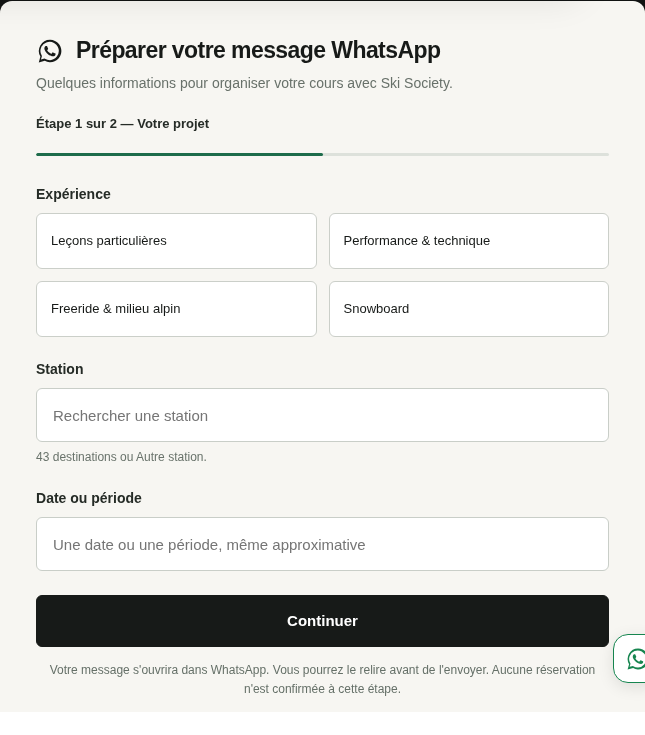 Préparer votre message WhatsApp
Quelques informations pour organiser votre cours avec Ski Society.
Étape 1 sur 2 — Votre projet
Expérience
Leçons particulières
Performance & technique
Freeride & milieu alpin
Snowboard
Station
Rechercher une station
43 destinations ou Autre station.
Date ou période
Une date ou une période, même approximative
Continuer
Votre message s'ouvrira dans WhatsApp. Vous pourrez le relire avant de l'envoyer. Aucune réservation
n'est confirmée à cette étape.